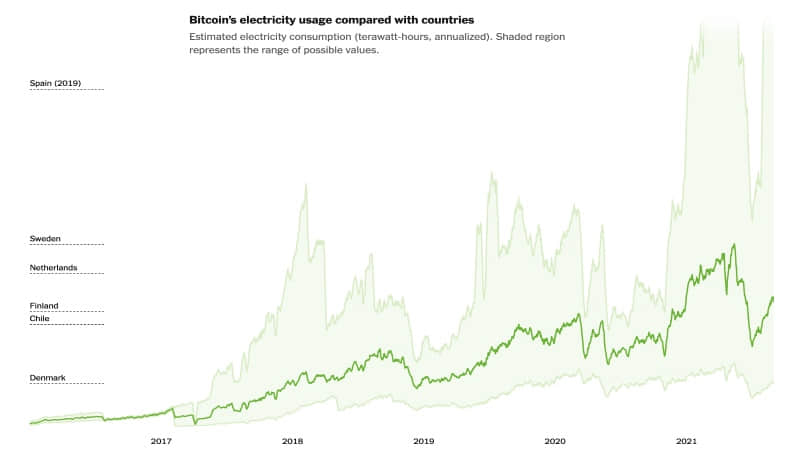 Bitcoin’s electricity usage compared with countries
Estimated electricity consumption (terawatt-hours, annualized). Shaded region
represents the range of possible values.
Spain (2019)
Sweden
Netherlands
Finland
Chile
Denmark
2017 2018 2019 2020 2021